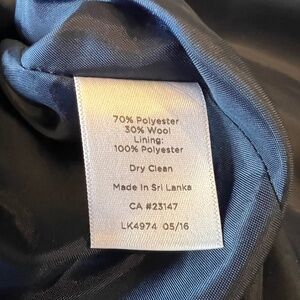 70% Polyester
30% Wool
Lining:
100% Polyester
Dry Clean
Made In Sri Lanka
CA #23147
LK4974 05/16